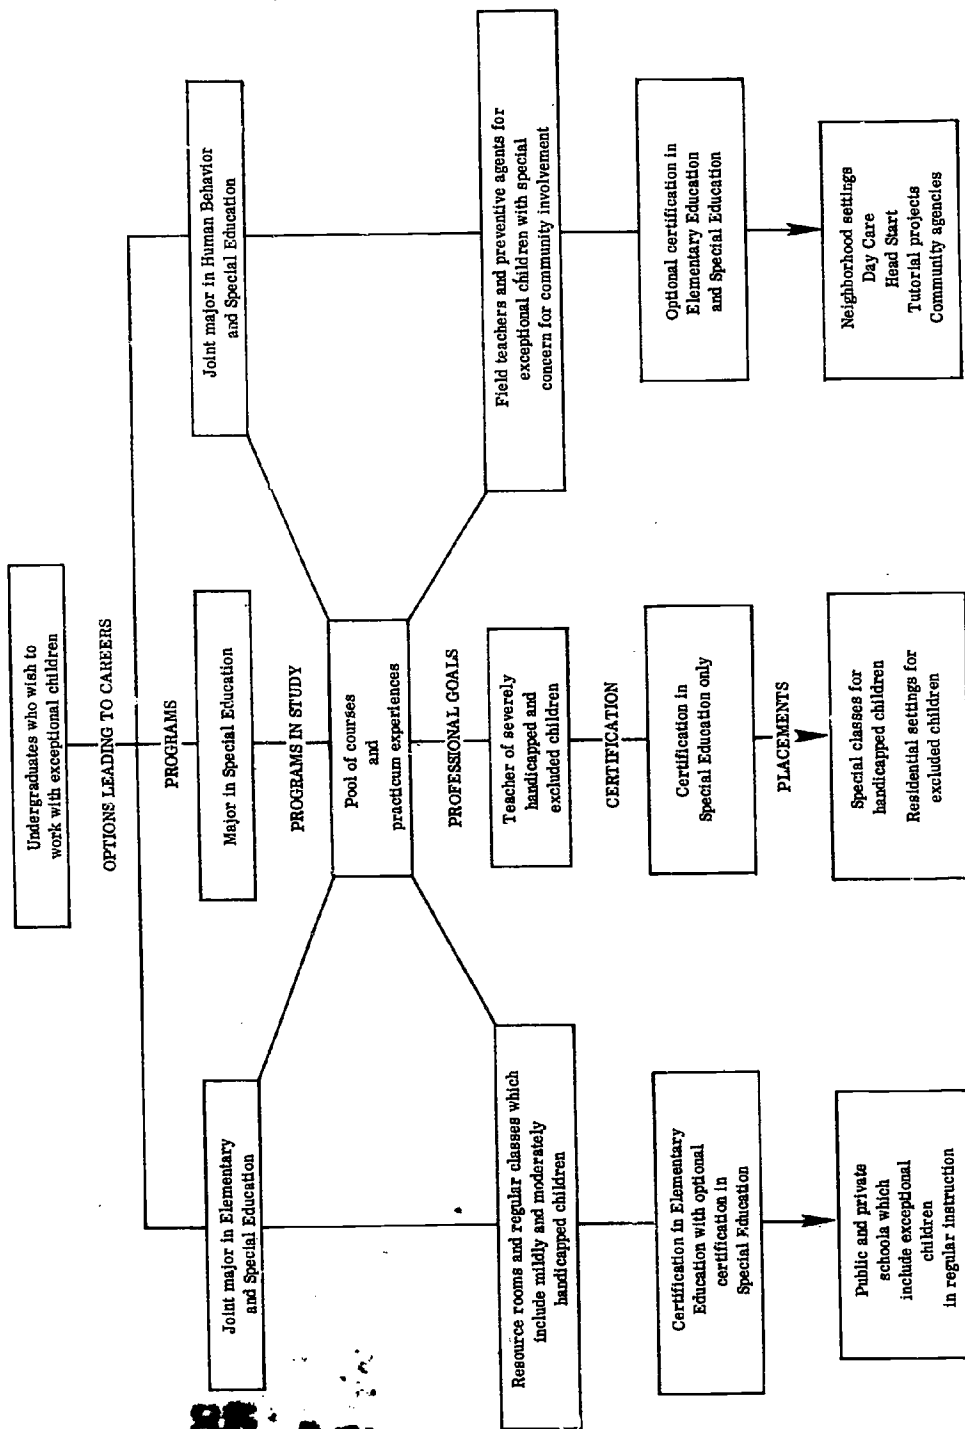 Undergraduates who wish to
work with exceptional children
OPTIONS LEADING TO CAREERS
PROGRAMS
Joint major in Elementary
and Special Education
Major in Special Education
Joint major in Human Behavior
and Special Education
PROGRAMS IN STUDY
Pool of courses
and
practicum experiences
PROFESSIONAL GOALS
Resource rooms and regular classes which
include mildly and moderately
handicapped children
Teacher of severely
handicapped and
excluded children
Field teachers and preventive agents for
exceptional children with special
concern for community involvement
CERTIFICATION
Certification in Elementary
Education with optional
certification in
Special Education
Certification in
Special Education only
Optional certification in
Elementary Education
and Special Education
PLACEMENTS
Public and private
schoola which
include exceptional
children
in regular instruction
Special classes for
handicapped children
Residential settings for
excluded children
Neighborhood settings
Day Care
Head Start
Tutorial projects
Community agencies